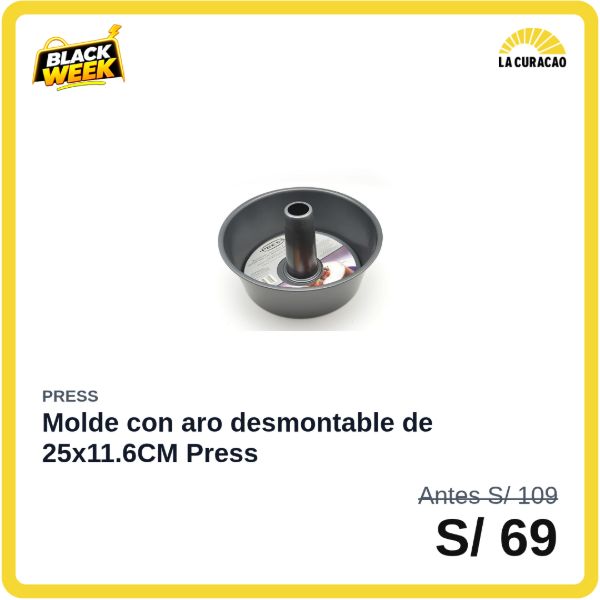 BLACK
WEEK
LA CURACAO
PRESS
Molde con aro desmontable de
25x11.6CM Press
Antes S/ 109
S/ 69